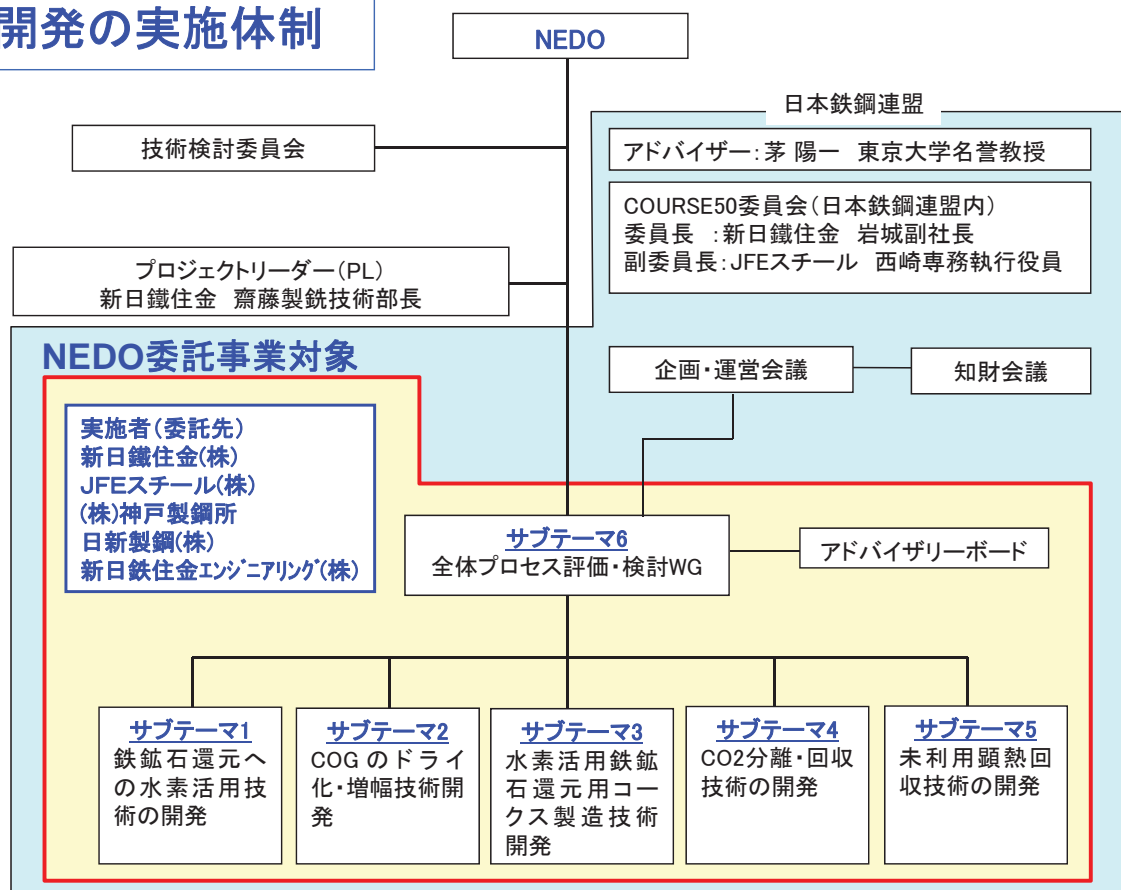 開発の実施体制
NEDO
日本鉄鋼連盟
技術検討委員会
アドバイザー:茅 陽一 東京大学名誉教授
COURSE50委員会(日本鉄鋼連盟内)
委員長 :新日鐵住金 岩城副社長
副委員長:JFEスチール 西崎専務執行役員
プロジェクトリーダー(PL)
新日鐵住金 齋藤製銑技術部長
NEDO委託事業対象
企画・運営会議
知財会議
実施者(委託先)
新日鐵住金(株)
JFEスチール(株)
(株)神戸製鋼所
日新製鋼(株)
新日鉄住金エンジニアリング(株)
サブテーマ6
全体プロセス評価・検討WG
アドバイザリーボード
サブテーマ1
鉄鉱石還元へ
の水素活用技
術の開発
サブテーマ2
COG のドライ
化・増幅技術開
発
サブテーマ3
水素活用鉄鉱
石還元用コー
クス製造技術
開発
サブテーマ4
CO2分離・回収
技術の開発
サブテーマ5
未利用顕熱回
収技術の開発